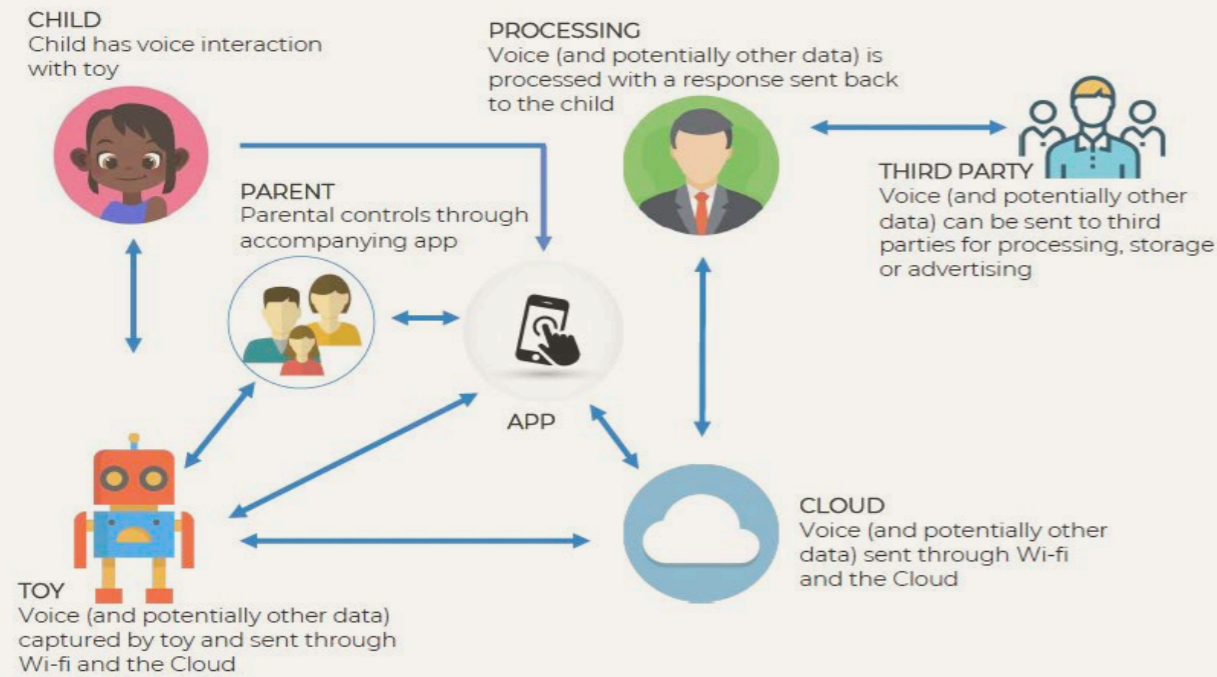 CHILD
Child has voice interaction
with toy
PROCESSING
Voice (and potentially other data) is
processed with a response sent back
to the child
THIRD PARTY
Voice (and potentially other
data) can be sent to third
parties for processing, storage
or advertising
PARENT
Parental controls through
accompanying app
APP
CLOUD
Voice (and potentially other
data) sent through Wi-fi
and the Cloud
TOY
Voice (and potentially other data)
captured by toy and sent through
Wi-fi and the Cloud